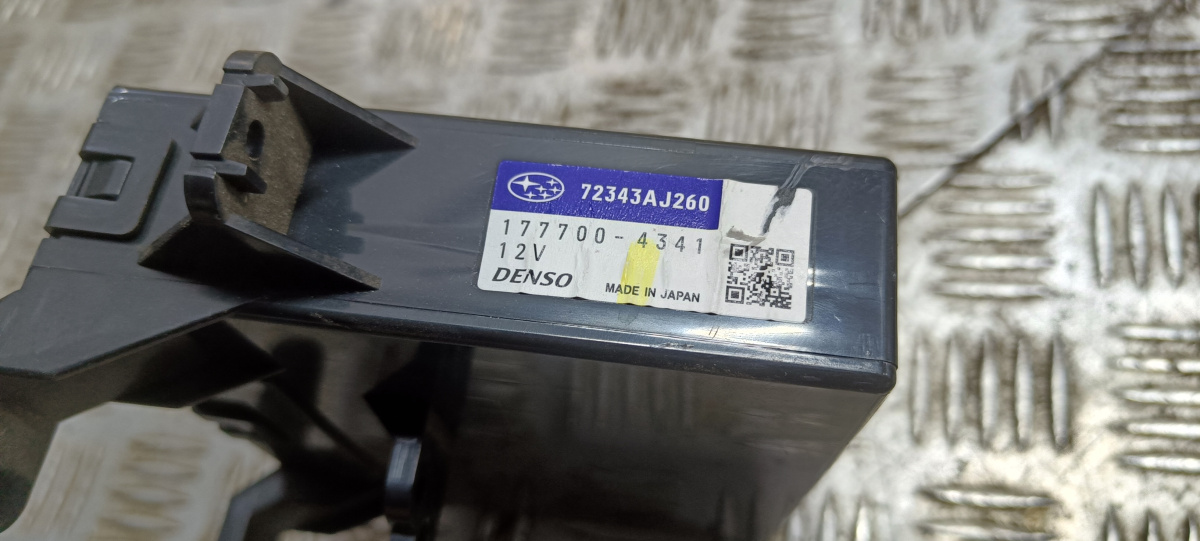 72343AJ260
177700-4341
12V
DENSO
MADE IN JAPAN